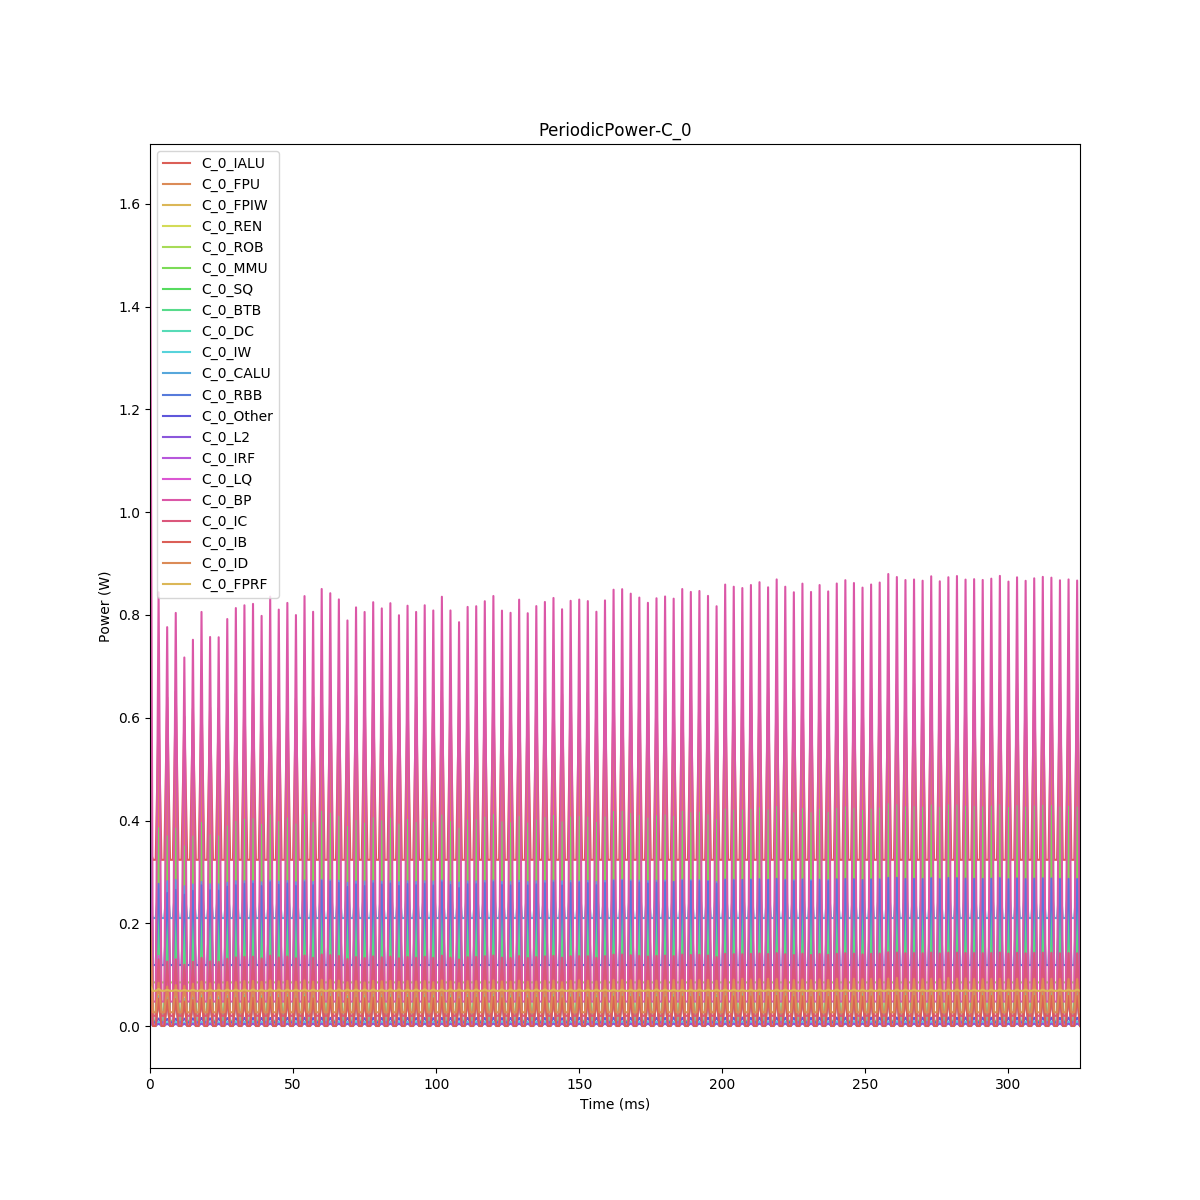 PeriodicPower-C_0
C_0_IALU
C_0_FPU
C_0_FPIW
C_0_REN
C_0_ROB
C_0_MMU
C_0_SQ
C_0_BTB
C_0_DC
C_0_IW
C_0_CALU
C_0_RBB
C_0_Other
C_0_L2
C_0_IRF
C_0_LQ
C_0_BP
C_0_IC
C_0_IB
C_0_ID
C_0_FPRF
1.6
1.4
1.2
1.0
0.8
0.6
0.4
0.2
0.0
Power (W)
0 50 100 150 200 250 300
Time (ms)